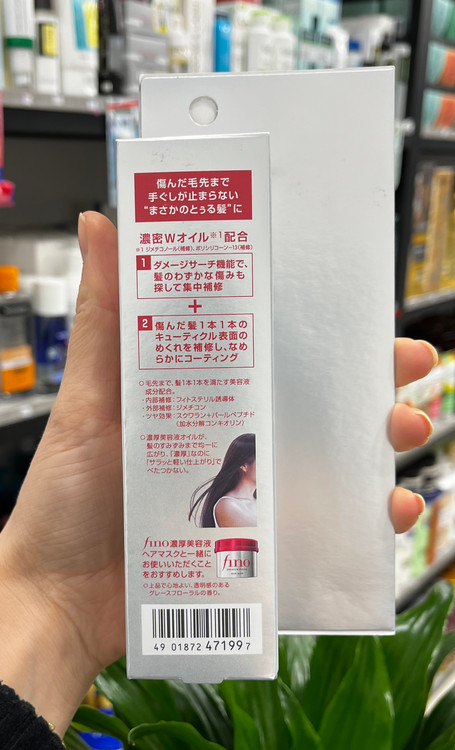 傷んだ毛先まで
手ぐしが止まらない
“まさかのとぅる髪”に
濃密Wオイル※1配合
※1 ジメチコノール(補修)、ポリシリコーン-13(補修)
1 ダメージサーチ機能で、
髪のわずかな傷みも
探して集中補修
+
2 傷んだ髪1本1本の
キューティクル表面の
めくれを補修し、なめ
らかにコーティング
○毛先まで、髪1本1本を満たす美容液
成分配合。
・内部補修:フィトステリル誘導体
・外部補修:ジメチコン
・ツヤ効果:スクワラン+パールペプチド
(加水分解コンキオリン)
○濃厚美容液オイルが、
髪のすみずみまで均一に
広がり、「濃厚」なのに
「サラッと軽い仕上がり」で
べたつかない。
fino濃厚美容液
ヘアマスクと一緒に
お使いいただくこと
をおすすめします。
fino
○上品で心地よい、透明感のある
グレースフローラルの香り。
4901872471997